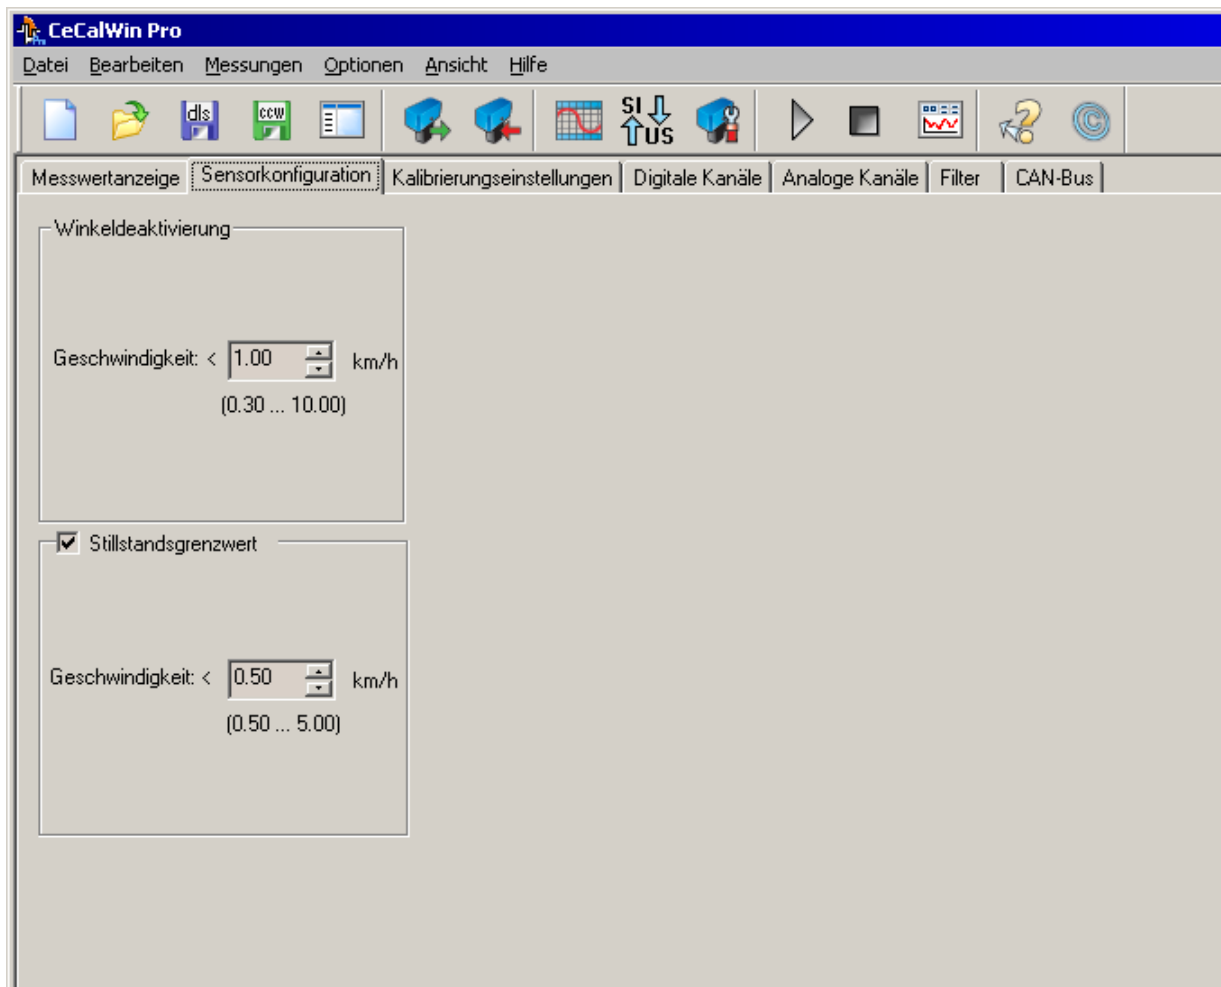 CeCalWin Pro
Datei Bearbeiten Messungen Optionen Ansicht Hilfe
dls ccw SI US ©
Messwertanzeige Sensorkonfiguration Kalibrierungseinstellungen Digitale Kanäle Analoge Kanäle Filter CAN-Bus
Winkeldeaktivierung
Geschwindigkeit: < 1.00 km/h
(0.30 ... 10.00)
Stillstandsgrenzwert
Geschwindigkeit: < 0.50 km/h
(0.50 ... 5.00)